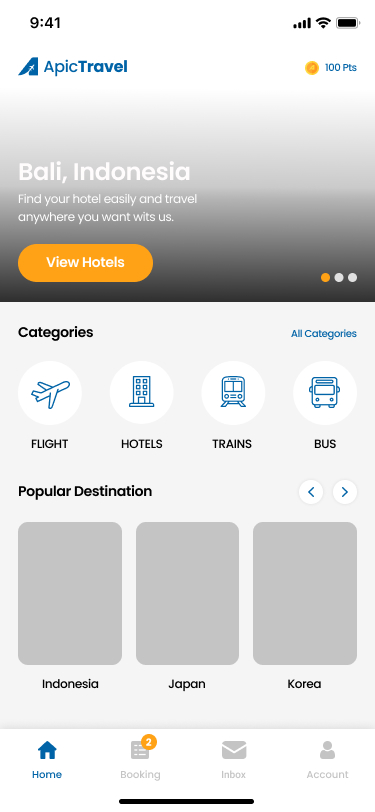 9:41
ApicTravel
100 Pts
Bali, Indonesia
Find your hotel easily and travel
anywhere you want wits us.
View Hotels
Categories
All Categories
FLIGHT
HOTELS
TRAINS
BUS
Popular Destination
Indonesia
Japan
Korea
2
Home
Booking
Inbox
Account